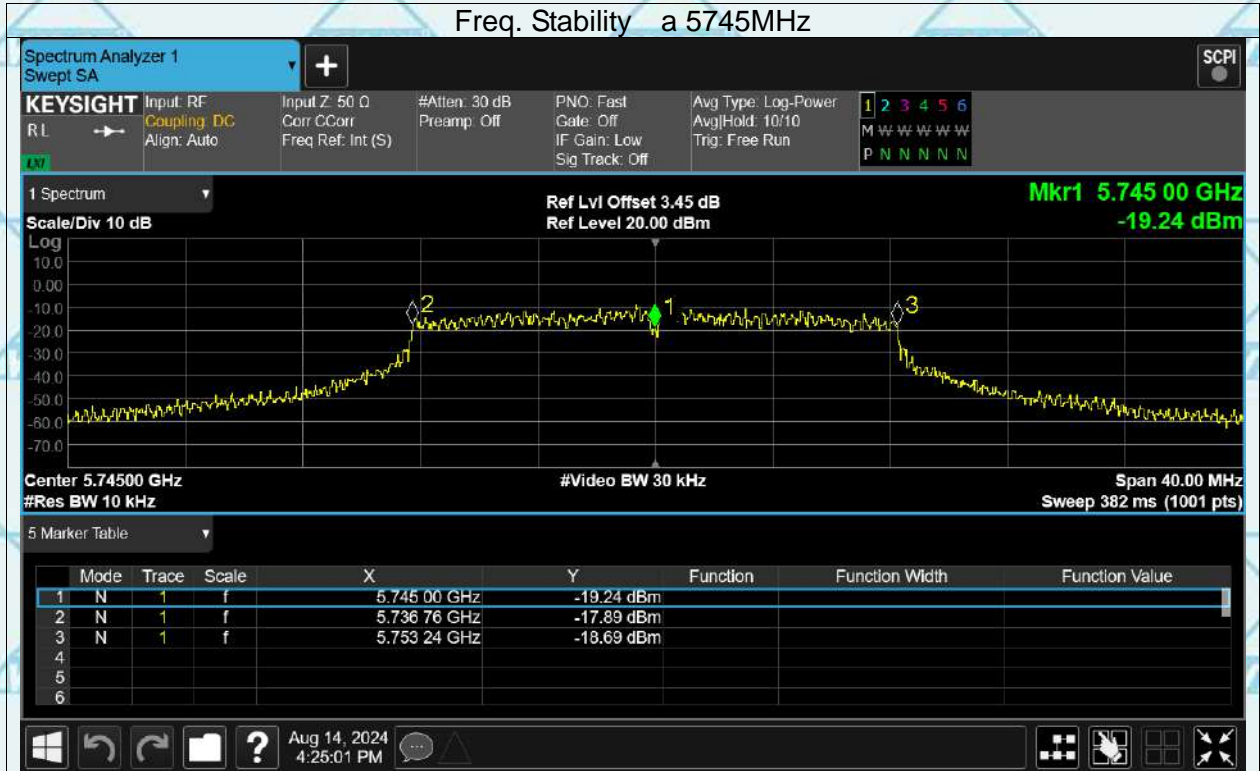 Freq. Stability a 5745MHz
Spectrum Analyzer 1
Swept SA
+
SCPI
KEYSIGHT
RL
LXI
Input: RF
Coupling: DC
Align: Auto
Input Z: 50 Ω
Corr CCorr
Freq Ref: Int (S)
#Atten: 30 dB
Preamp: Off
PNO: Fast
Gate: Off
IF Gain: Low
Sig Track: Off
Avg Type: Log-Power
Avg|Hold: 10/10
Trig: Free Run
1 2 3 4 5 6
M W W W W W
P N N N N N
1 Spectrum
Scale/Div 10 dB
Ref Lvl Offset 3.45 dB
Ref Level 20.00 dBm
Mkr1 5.745 00 GHz
-19.24 dBm
Log
10.0
0.00
-10.0
-20.0
-30.0
-40.0
-50.0
-60.0
-70.0
2
1
3
Center 5.74500 GHz
#Res BW 10 kHz
#Video BW 30 kHz
Span 40.00 MHz
Sweep 382 ms (1001 pts)
5 Marker Table
Mode Trace Scale X Y Function Function Width Function Value
1 N 1 f 5.745 00 GHz -19.24 dBm
2 N 1 f 5.736 76 GHz -17.89 dBm
3 N 1 f 5.753 24 GHz -18.69 dBm
4
5
6
?
Aug 14, 2024
4:25:01 PM